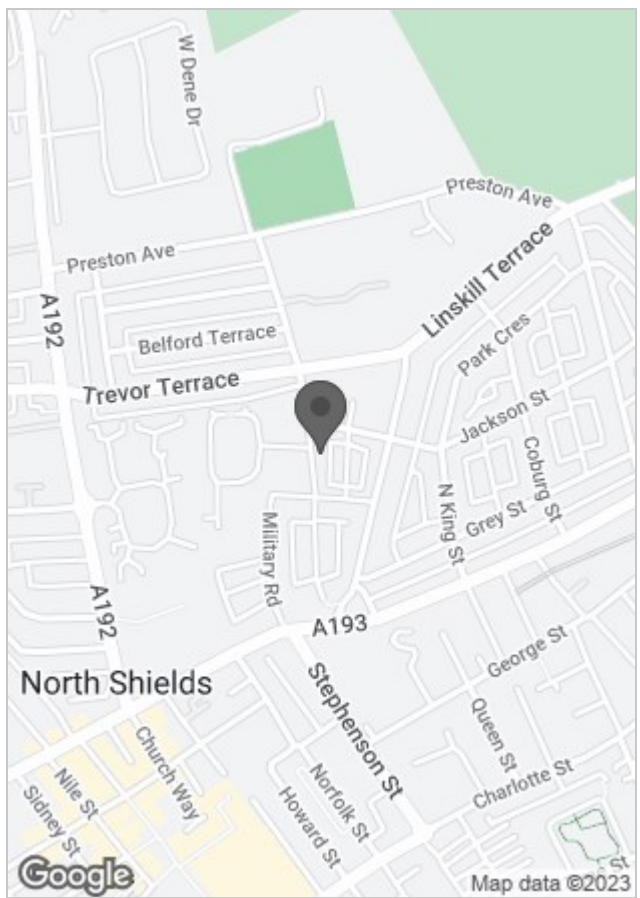 W Dene Dr
Preston Ave
Preston Ave
Linskill Terrace
A192
Belford Terrace
Park Cres
Trevor Terrace
Jackson St
Coburg St
N King St
Grey St
Military Rd
A192
A193
George St
North Shields
Stephenson St
Queen St
Church Way
Norfolk St
Charlotte St
Nile St
Howard St
Sidney St
St
Google
Map data ©2023